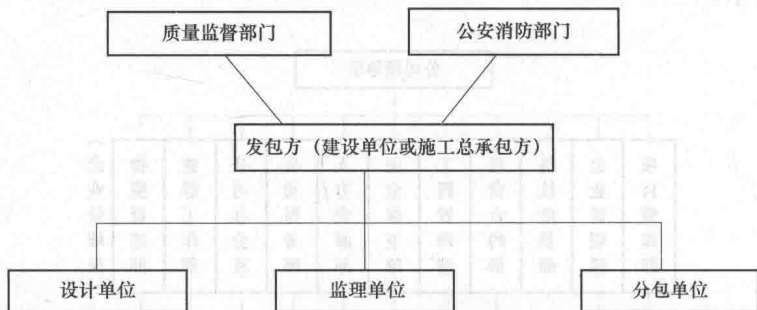 质量监督部门
公安消防部门
发包方（建设单位或施工总承包方）
设计单位
监理单位
分包单位